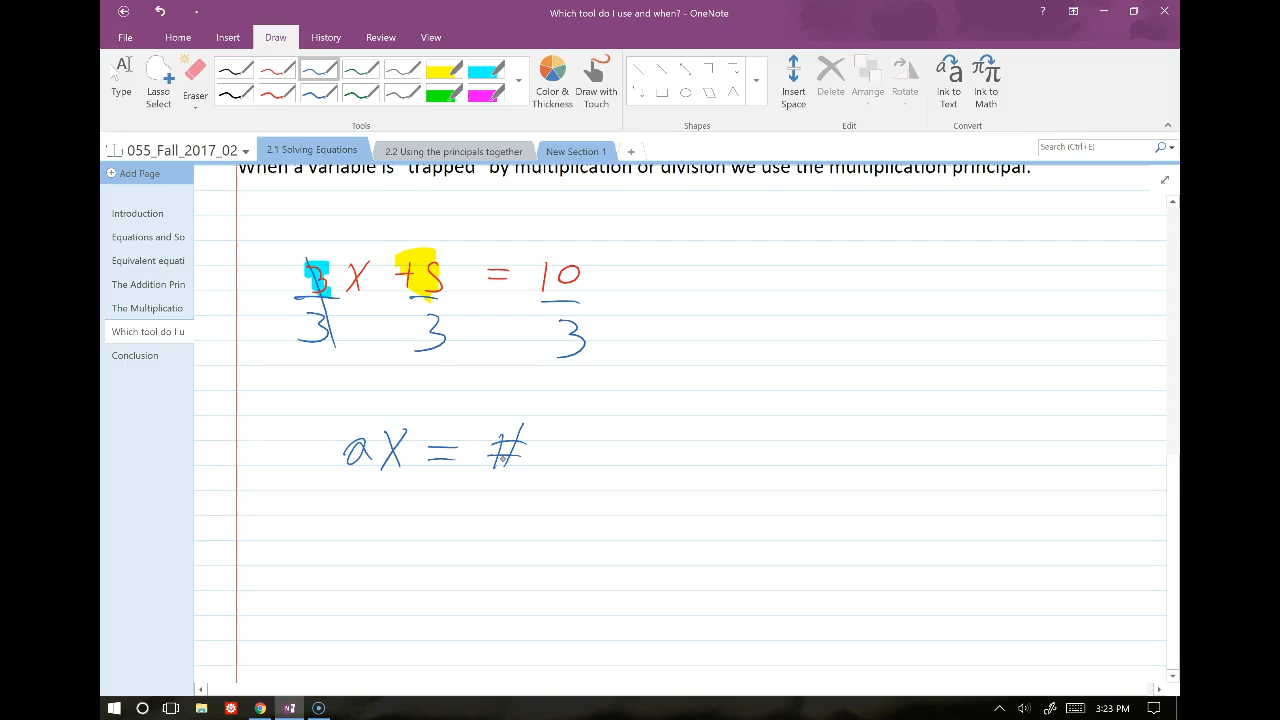 Which tool do I use and when? - OneNote
?
File Home Insert Draw History Review View
Type
Lasso Select
Eraser
Color & Thickness
Draw with Touch
Insert Space
Delete
Arrange
Rotate
Ink to Text
Ink to Math
Tools
Shapes
Edit
Convert
055_Fall_2017_02
2.1 Solving Equations
2.2 Using the principals together
New Section 1
Search (Ctrl+E)
Add Page
When a variable is "trapped" by multiplication or division we use the multiplication principal.
Introduction
Equations and So
Equivalent equati
The Addition Prin
The Multiplicatio
Which tool do I u
Conclusion
3 x +5 = 10
3 3 3
ax = #
3:23 PM